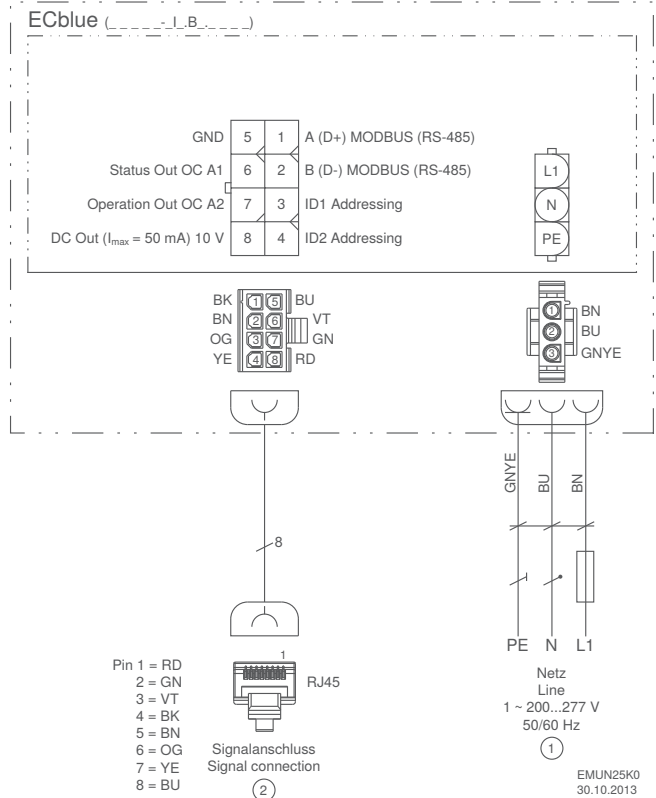 ECblue (_ _ _ _ _-_I_.B_._ _ _ _)
GND 5 1 A (D+) MODBUS (RS-485)
Status Out OC A1 6 2 B (D-) MODBUS (RS-485)
Operation Out OC A2 7 3 ID1 Addressing
DC Out (Imax = 50 mA) 10 V 8 4 ID2 Addressing
L1
N
PE
BK 1 5 BU
BN 2 6 VT
OG 3 7 GN
YE 4 8 RD
1 BN
2 BU
3 GNYE
GNYE
BU
BN
8
PE N L1
Netz
Line
1 ~ 200...277 V
50/60 Hz
1
1
RJ45
Pin 1 = RD
2 = GN
3 = VT
4 = BK
5 = BN
6 = OG
7 = YE
8 = BU
Signalanschluss
Signal connection
2
EMUN25K0
30.10.2013